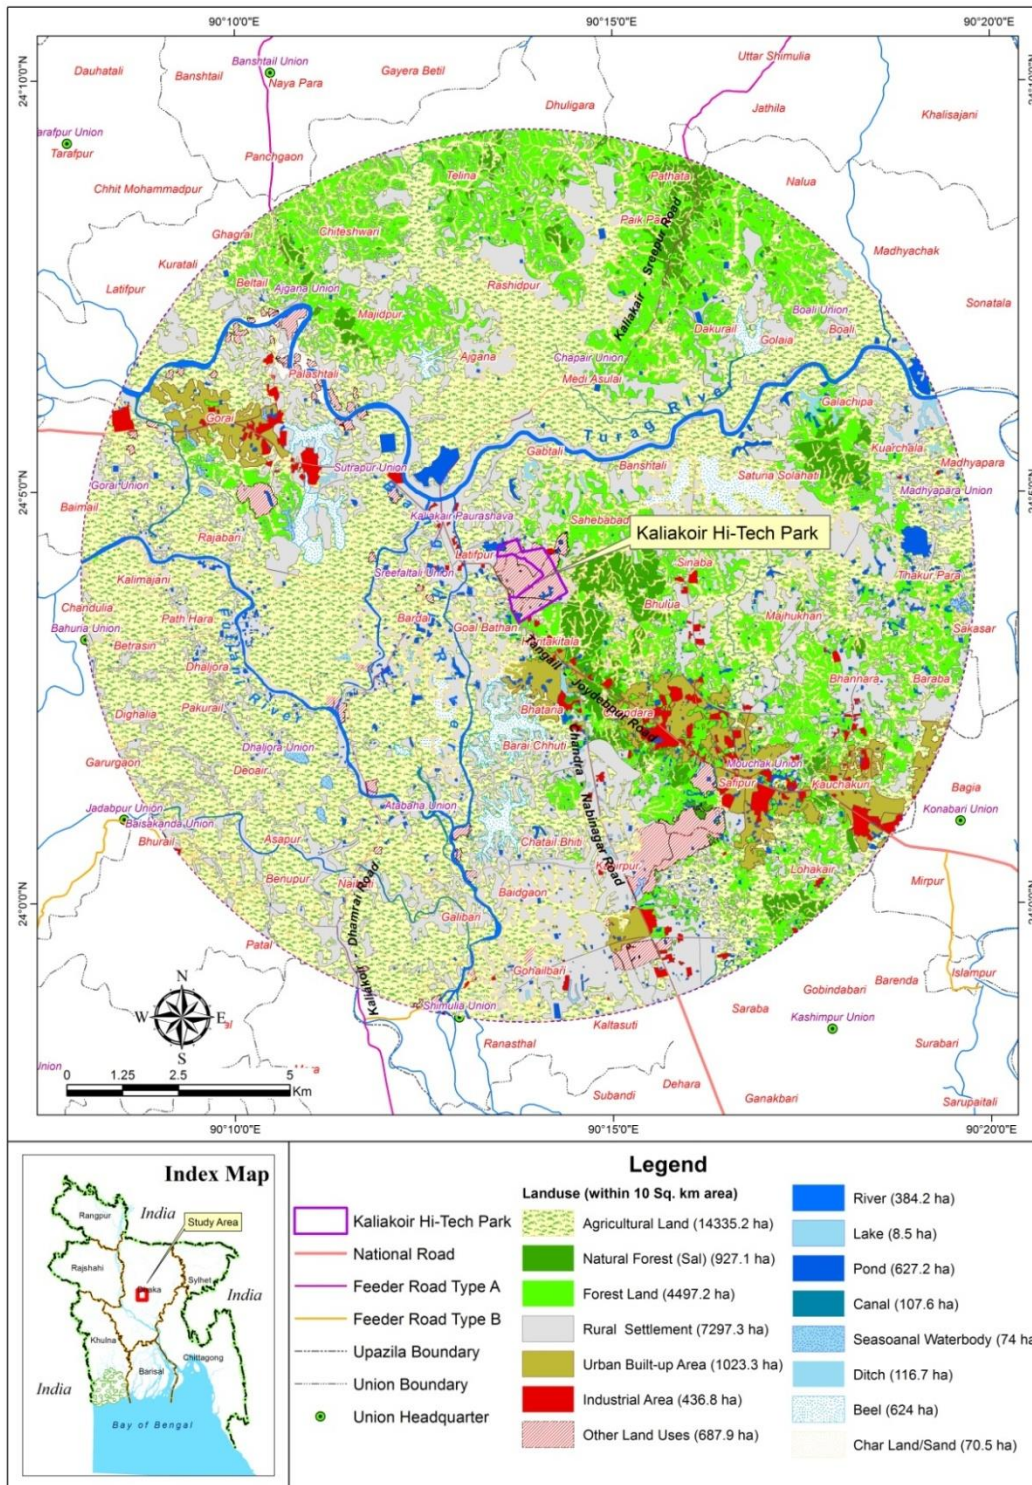 90°10'0"E
90°15'0"E
90°20'0"E
24°10'0"N
Dauhatali
Banshtail
Banshtail Union
Naya Para
Gayera Betil
Uttar Shimulia
Dhuligara
Jathila
Khalisajani
Tarafpur
Panchgaon
Chhit Mohammadpur
Telina
Pathata
Nalua
Ghagrai
Chiteshwari
Madhyachak
Kuratali
Latifpur
Beltail
Ajgana Union
Rashidpur
Kaliakair - Sreepur Road
Sonatala
Majidpur
Boali Union
Dakurail
Boali
Golaia
Ajgana
Chapair Union
Medi Asulai
Palashtali
Gorai
Turag River
Galachipa
Kuarchala
Gabtali
Banshtali
Sutrapur Union
Saturia Solahati
Madhyapara
24°5'0"N
Gorai Union
Madhyapara Union
Baimail
Kaliakair Paurashava
Sahebabad
Rajabari
Kaliakoir Hi-Tech Park
Latifpur
Sreefaltali Union
Sinaba
Kalimajani
Thakur Para
Chandulia
Bhulua
Path Hara
Bardai
Majhukhan
Bahuria Union
Goal Bathan
Sakasar
Betrasin
Dhaljora
Tangail - Joydebpur Road
Bhannara
Baraba
Pakurail
Dighalia
Bhataria
Chandara
Chandra - Nabinagar Road
Dhaljora Union
Barai Chhuti
Mouchak Union
Garurgaon
Deoair
Safipur
Kauchakuri
Bagia
Jadabpur Union
Atabaha Union
Konabari Union
Baisakanda Union
Bhurail
Asapur
Chatail Bhiti
Lohakair
Benupur
Mirpur
Baidgaon
24°0'0"N
Galibari
Kaliakoir Dhamrai Road
Patal
Gohailbari
Barenda
Islampur
Gobindabari
Shimulia Union
Kaltasuti
Saraba
Kashimpur Union
Ranasthal
Surabari
Dehara
Subandi
Ganakbari
Sarupaitali
N
W
E
S
0
1.25
2.5
5
Km
90°10'0"E
90°15'0"E
90°20'0"E
Index Map
India
Study Area
Rangpur
Rajshahi
Sylhet
India
Khulna
Chittagong
Barisal
India
Bay of Bengal
Legend
Kaliakoir Hi-Tech Park
National Road
Feeder Road Type A
Feeder Road Type B
Upazila Boundary
Union Boundary
Union Headquarter
Landuse (within 10 Sq. km area)
Agricultural Land (14335.2 ha)
Natural Forest (Sal) (927.1 ha)
Forest Land (4497.2 ha)
Rural Settlement (7297.3 ha)
Urban Built-up Area (1023.3 ha)
Industrial Area (436.8 ha)
Other Land Uses (687.9 ha)
River (384.2 ha)
Lake (8.5 ha)
Pond (627.2 ha)
Canal (107.6 ha)
Seasoanal Waterbody (74 ha
Ditch (116.7 ha)
Beel (624 ha)
Char Land/Sand (70.5 ha)